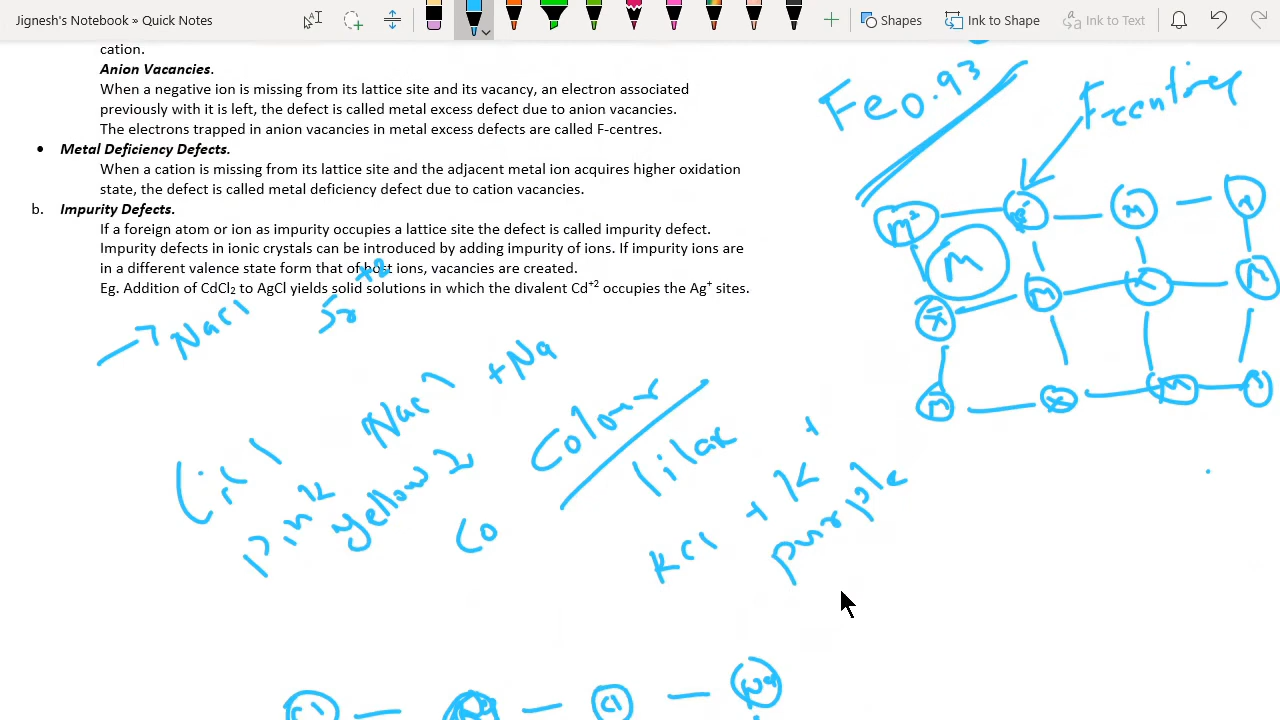 Jignesh's Notebook » Quick Notes
Shapes
Ink to Shape
Ink to Text
cation.
Anion Vacancies.
When a negative ion is missing from its lattice site and its vacancy, an electron associated
previously with it is left, the defect is called metal excess defect due to anion vacancies.
The electrons trapped in anion vacancies in metal excess defects are called F-centres.
• Metal Deficiency Defects.
When a cation is missing from its lattice site and the adjacent metal ion acquires higher oxidation
state, the defect is called metal deficiency defect due to cation vacancies.
b. Impurity Defects.
If a foreign atom or ion as impurity occupies a lattice site the defect is called impurity defect.
Impurity defects in ionic crystals can be introduced by adding impurity of ions. If impurity ions are
in a different valence state form that of host ions, vacancies are created.
Eg. Addition of CdCl₂ to AgCl yields solid solutions in which the divalent Cd⁺² occupies the Ag⁺ sites.
Feo.93
NaCl
Sr +2
+Na
Colour
lilac
pink
yellow
Co
KCl + K +
purple
M
M
M
Cl
Cl